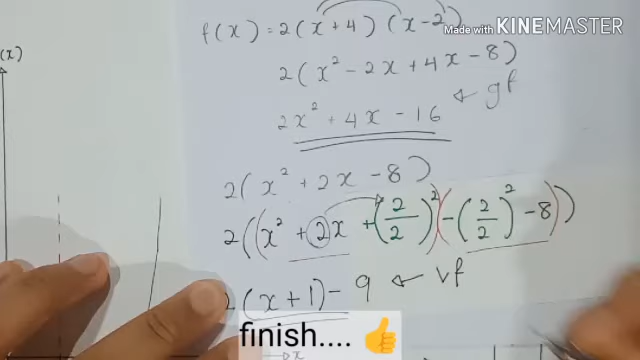 Made with KINEMASTER
(x)
f(x) = 2(x+4)(x-2)
2(x² - 2x + 4x - 8)
2x² + 4x - 16 ← gf
2(x² + 2x - 8)
2((x² + 2x + (2/2)²)(-(2/2)² - 8))
2(x + 1) - 9 ← vf
finish.... 👍
x